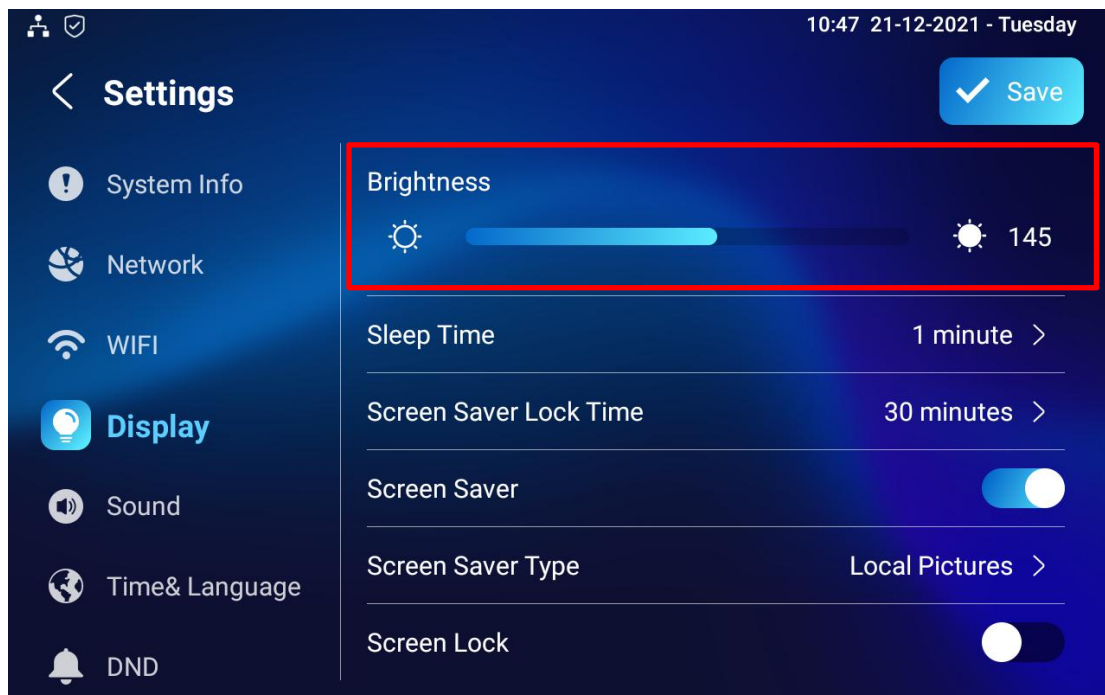 10:47 21-12-2021 - Tuesday
Settings
Save
System Info
Network
WIFI
Display
Sound
Time& Language
DND
Brightness
145
Sleep Time 1 minute
Screen Saver Lock Time 30 minutes
Screen Saver
Screen Saver Type Local Pictures
Screen Lock